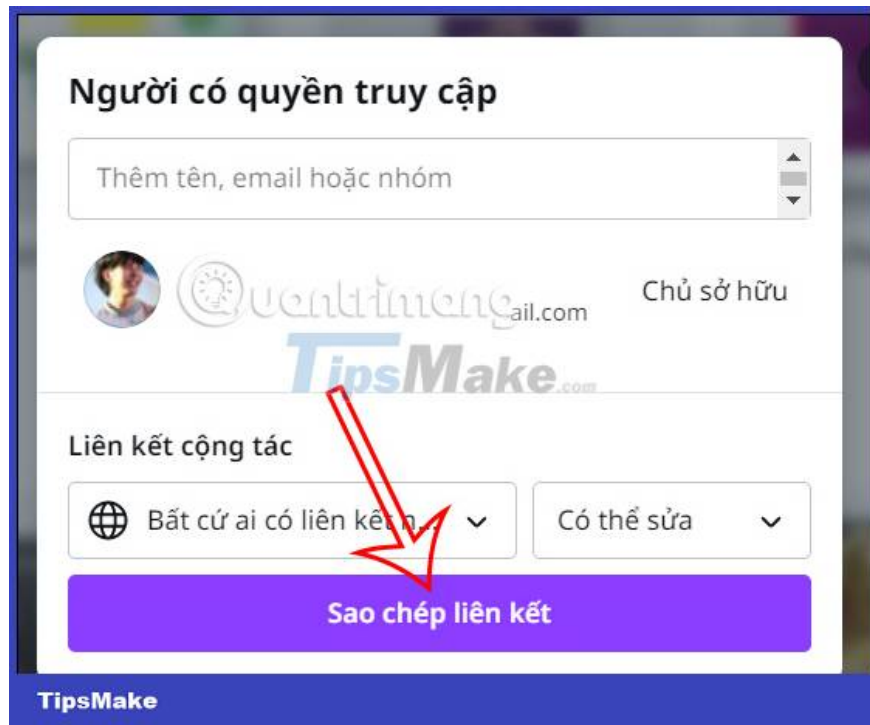 Người có quyền truy cập
Thêm tên, email hoặc nhóm
Quantrimang
ail.com
Chủ sở hữu
TipsMake.com
Liên kết cộng tác
Bất cứ ai có liên kết n...
Có thể sửa
Sao chép liên kết
TipsMake